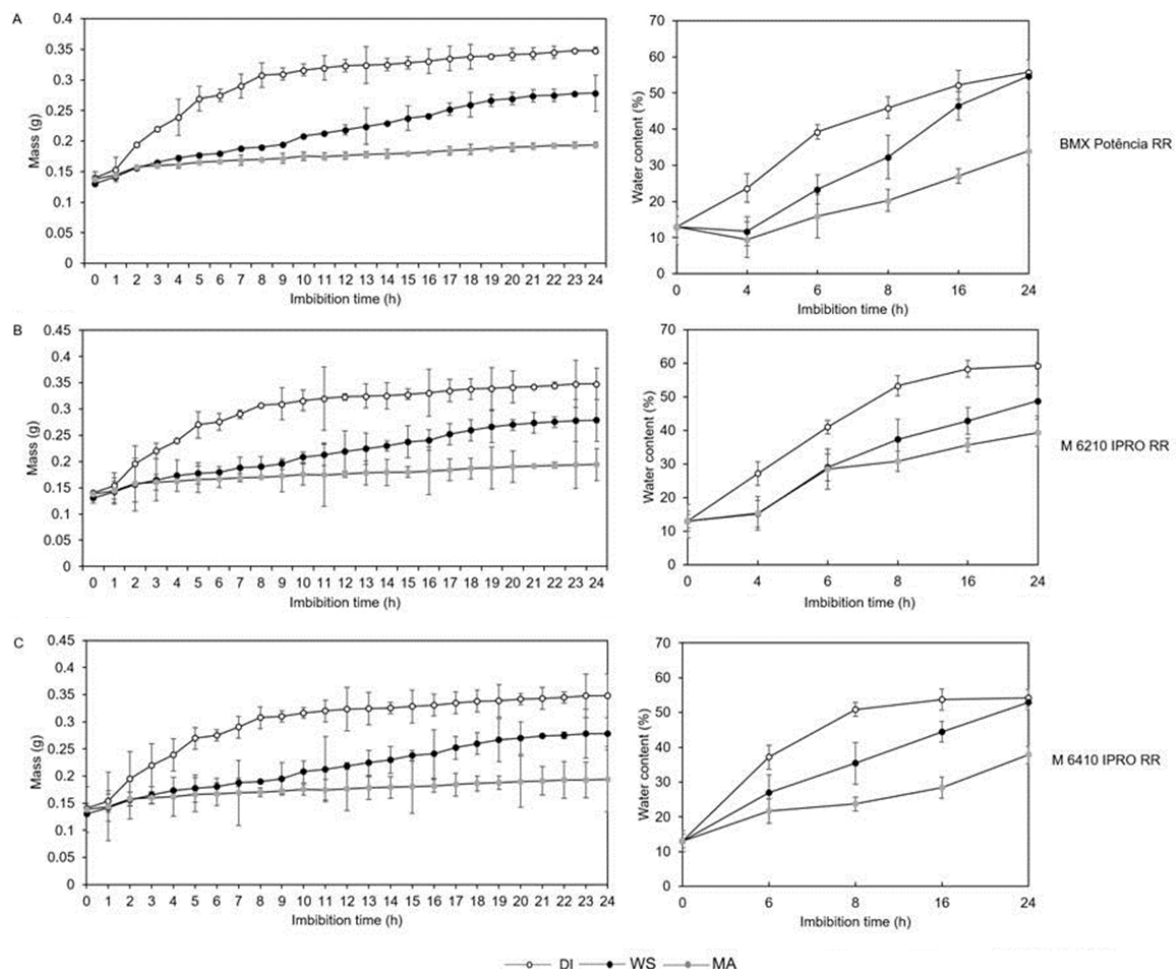 A
Mass (g)
0.4
0.35
0.3
0.25
0.2
0.15
0.1
0.05
0
0 1 2 3 4 5 6 7 8 9 10 11 12 13 14 15 16 17 18 19 20 21 22 23 24
Imbibition time (h)
Water content (%)
70
60
50
40
30
20
10
0
0 4 6 8 16 24
Imbibition time (h)
BMX Potência RR
B
Mass (g)
0.45
0.4
0.35
0.3
0.25
0.2
0.15
0.1
0.05
0
0 1 2 3 4 5 6 7 8 9 10 11 12 13 14 15 16 17 18 19 20 21 22 23 24
Imbibition time (h)
Water content (%)
70
60
50
40
30
20
10
0
0 4 6 8 16 24
Imbibition time (h)
M 6210 IPRO RR
C
Mass (g)
0.45
0.4
0.35
0.3
0.25
0.2
0.15
0.1
0.05
0
0 1 2 3 4 5 6 7 8 9 10 11 12 13 14 15 16 17 18 19 20 21 22 23 24
Imbibition time (h)
Water content (%)
70
60
50
40
30
20
10
0
0 6 8 16 24
Imbibition time (h)
M 6410 IPRO RR
DI WS MA